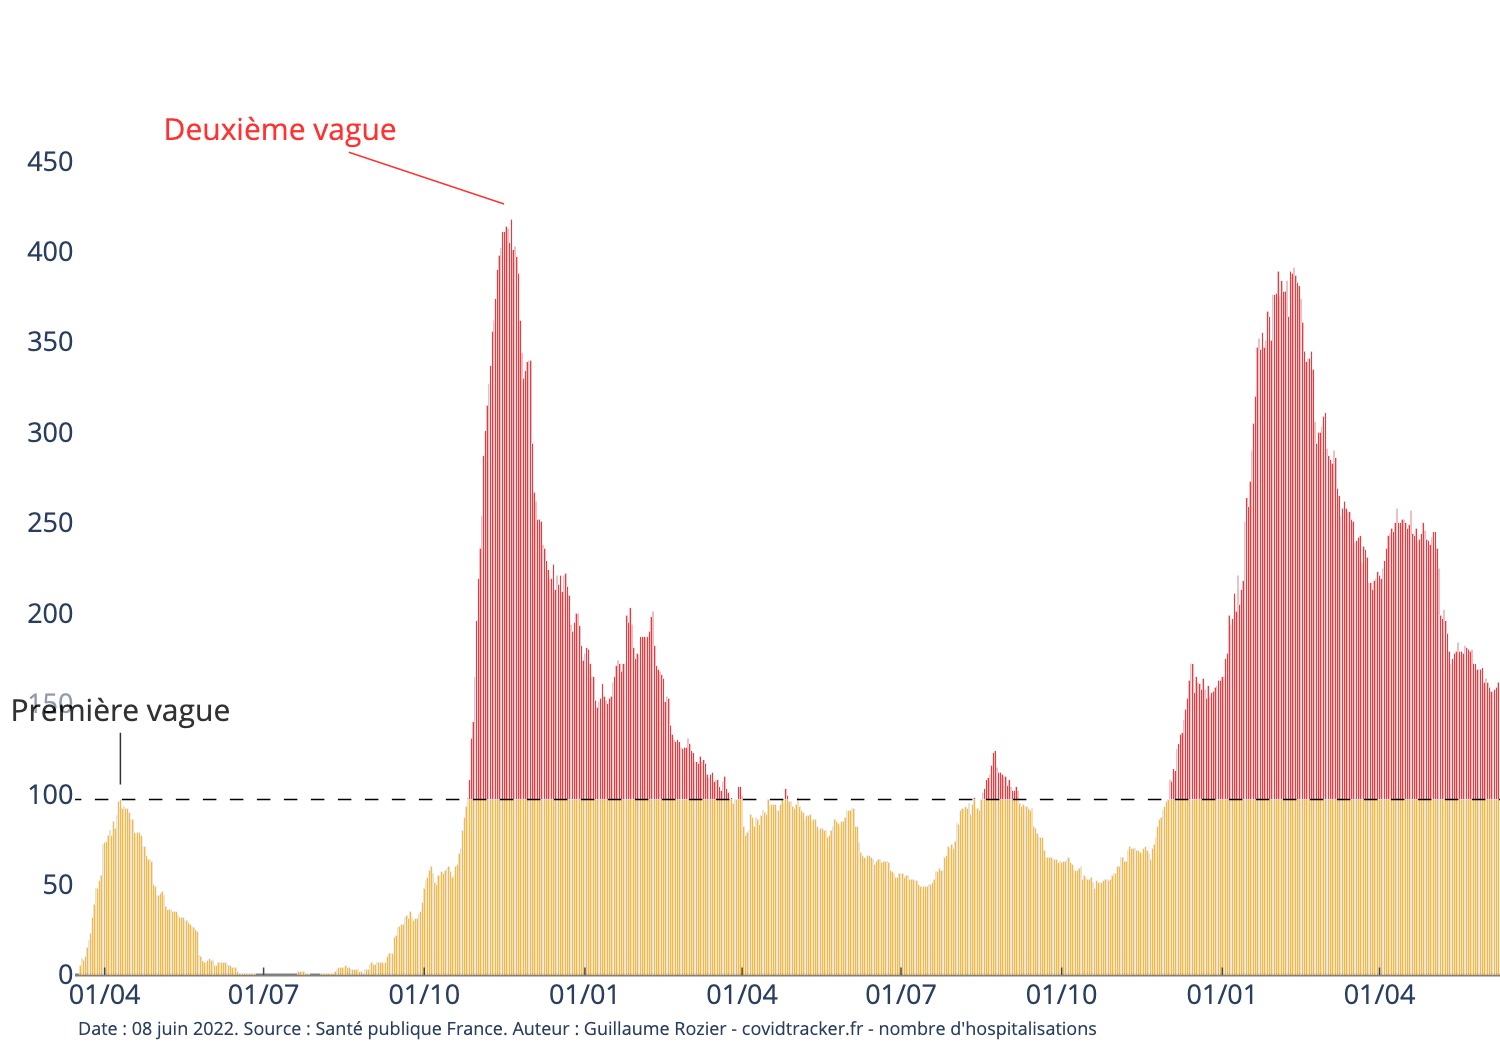 Deuxième vague
450
400
350
300
250
200
150
Première vague
100
50
0
01/04 01/07 01/10 01/01 01/04 01/07 01/10 01/01 01/04
Date : 08 juin 2022. Source : Santé publique France. Auteur : Guillaume Rozier - covidtracker.fr - nombre d'hospitalisations